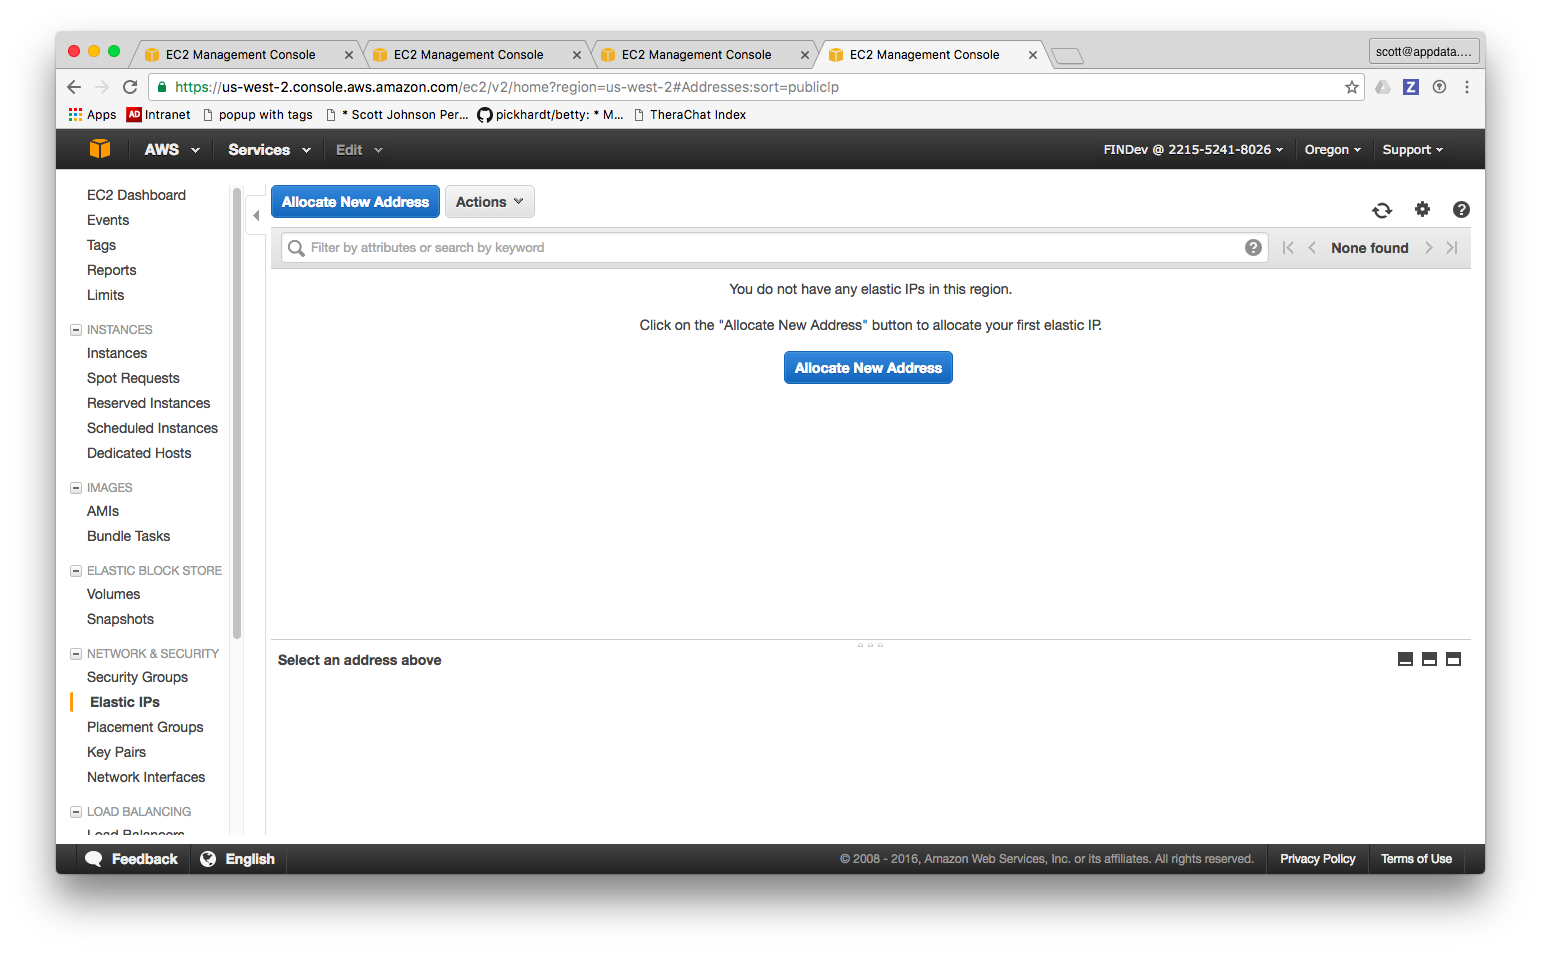 EC2 Management Console
EC2 Management Console
EC2 Management Console
EC2 Management Console
scott@appdata....
https://us-west-2.console.aws.amazon.com/ec2/v2/home?region=us-west-2#Addresses:sort=publicIp
Apps
AD Intranet
popup with tags
* Scott Johnson Per...
pickhardt/betty: * M...
TheraChat Index
AWS
Services
Edit
FINDev @ 2215-5241-8026
Oregon
Support
EC2 Dashboard
Events
Tags
Reports
Limits
INSTANCES
Instances
Spot Requests
Reserved Instances
Scheduled Instances
Dedicated Hosts
IMAGES
AMIs
Bundle Tasks
ELASTIC BLOCK STORE
Volumes
Snapshots
NETWORK & SECURITY
Security Groups
Elastic IPs
Placement Groups
Key Pairs
Network Interfaces
LOAD BALANCING
Load Balancers
Allocate New Address
Actions
Filter by attributes or search by keyword
None found
You do not have any elastic IPs in this region.
Click on the "Allocate New Address" button to allocate your first elastic IP.
Allocate New Address
Select an address above
Feedback
English
© 2008 - 2016, Amazon Web Services, Inc. or its affiliates. All rights reserved.
Privacy Policy
Terms of Use